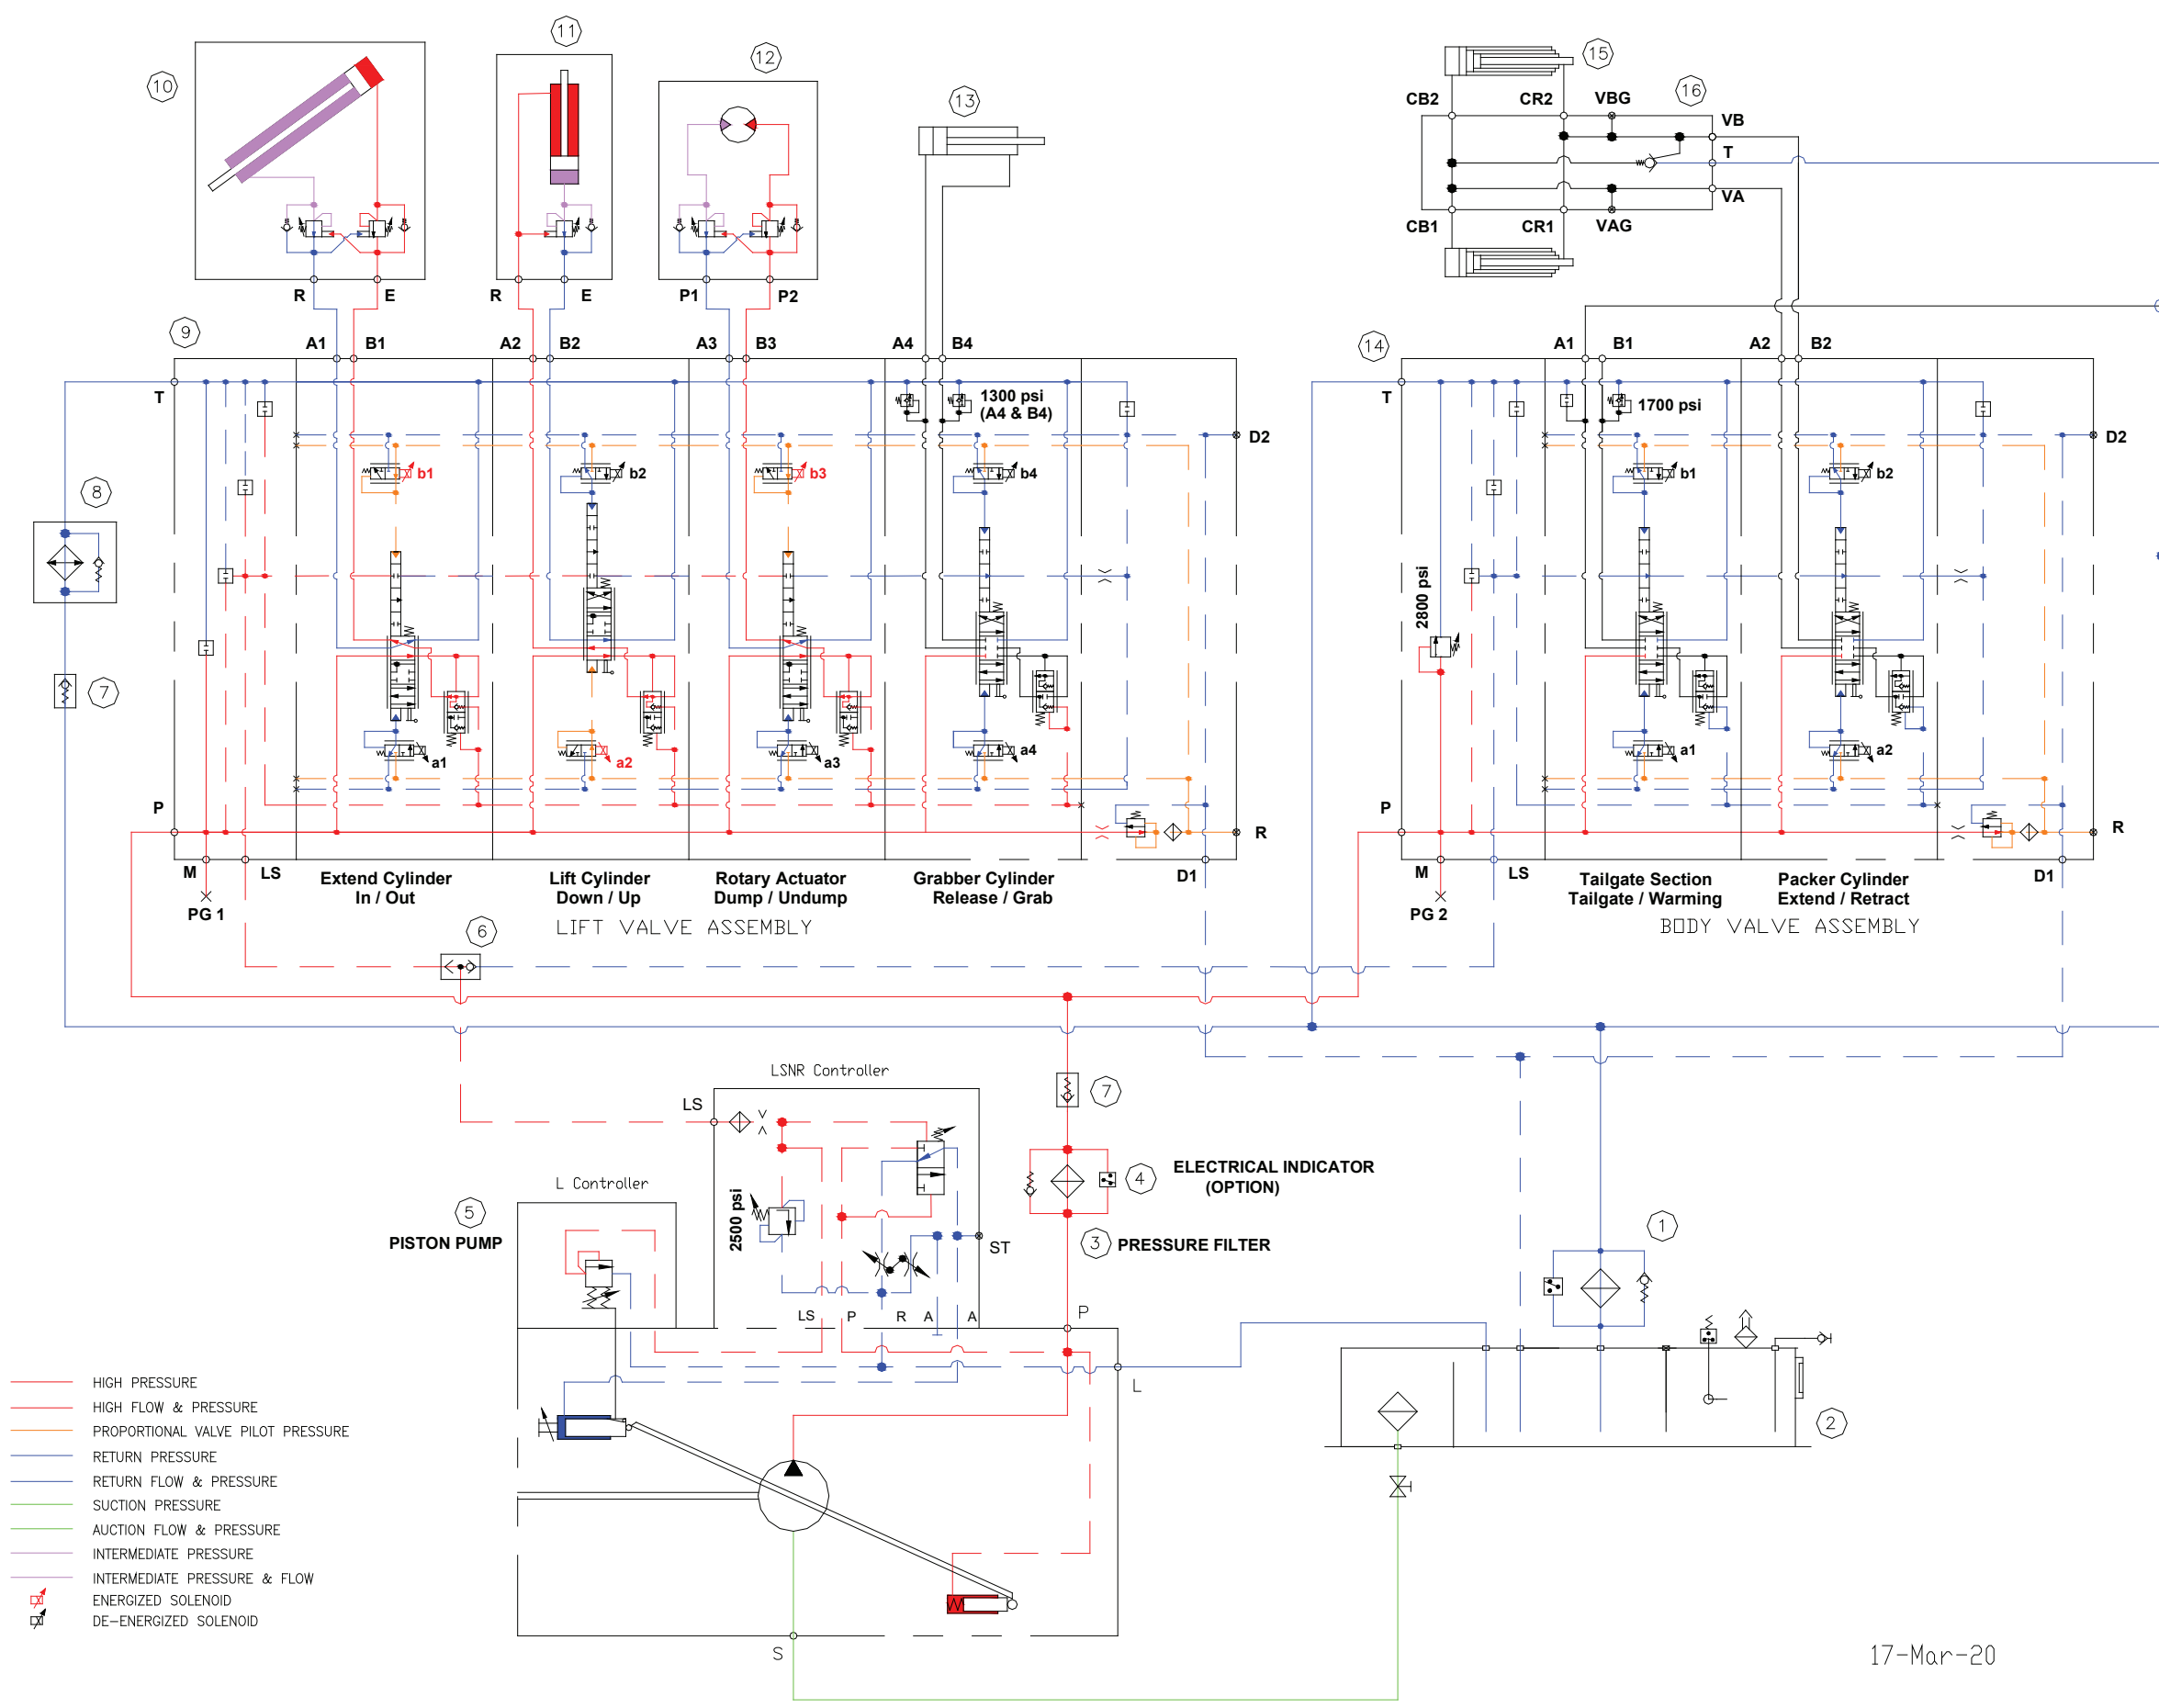 11
15
12
10
16
13
CB2
CR2
VBG
VB
T
VA
CB1
CR1
VAG
R
E
R
E
P1
P2
9
A1
B1
A2
B2
A3
B3
A4
B4
14
A1
B1
A2
B2
T
1300 psi
(A4 & B4)
T
1700 psi
D2
D2
b1
b2
b3
b4
b1
b2
8
2800 psi
7
a1
a2
a3
a4
a1
a2
P
R
P
R
M
LS
D1
M
LS
D1
PG 1
Extend Cylinder
In / Out
Lift Cylinder
Down / Up
Rotary Actuator
Dump / Undump
Grabber Cylinder
Release / Grab
PG 2
Tailgate Section
Tailgate / Warming
Packer Cylinder
Extend / Retract
LIFT VALVE ASSEMBLY
BODY VALVE ASSEMBLY
6
LSNR Controller
7
LS
L Controller
4
ELECTRICAL INDICATOR
(OPTION)
5
PISTON PUMP
2500 psi
ST
3
PRESSURE FILTER
1
LS
P
R
A
A
P
L
2
HIGH PRESSURE
HIGH FLOW & PRESSURE
PROPORTIONAL VALVE PILOT PRESSURE
RETURN PRESSURE
RETURN FLOW & PRESSURE
SUCTION PRESSURE
AUCTION FLOW & PRESSURE
INTERMEDIATE PRESSURE
INTERMEDIATE PRESSURE & FLOW
ENERGIZED SOLENOID
DE-ENERGIZED SOLENOID
S
17-Mar-20